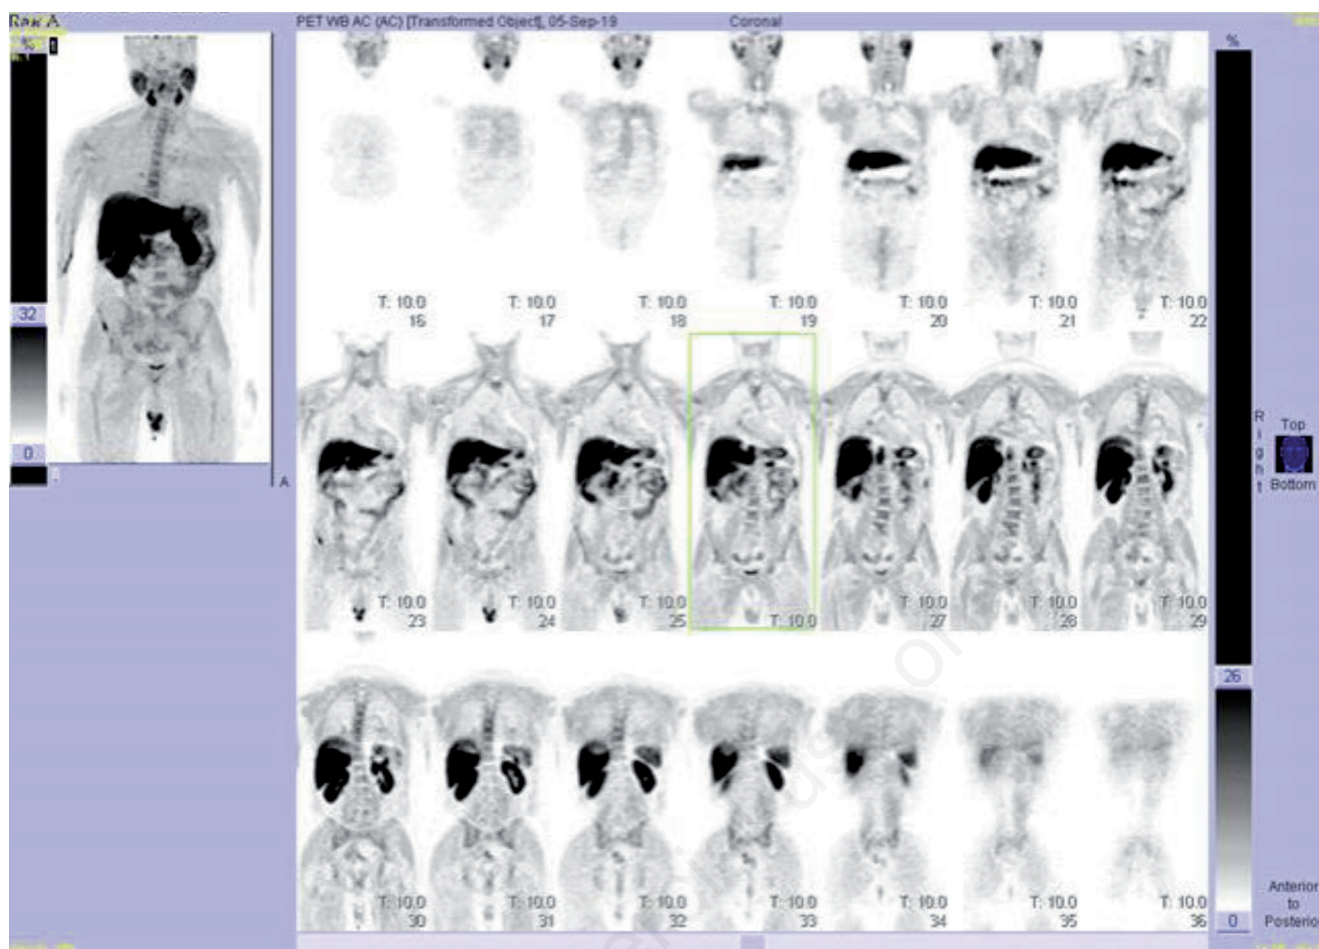 Raw A
PET WB AC (AC) [Transformed Object], 05-Sep-19
Coronal
%
T: 10.0
16
T: 10.0
17
T: 10.0
18
T: 10.0
19
T: 10.0
20
T: 10.0
21
T: 10.0
22
32
0
A
T: 10.0
23
T: 10.0
24
T: 10.0
25
T: 10.0
T: 10.0
27
T: 10.0
28
T: 10.0
29
Right
Top
Bottom
26
T: 10.0
30
T: 10.0
31
T: 10.0
32
T: 10.0
33
T: 10.0
34
T: 10.0
35
T: 10.0
36
0
Anterior
to
Posterio